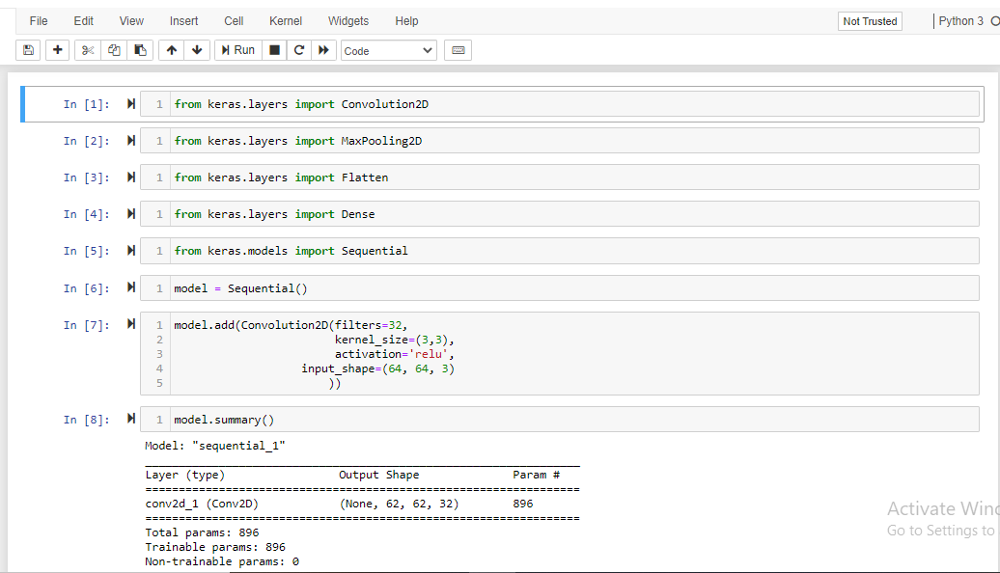 File Edit View Insert Cell Kernel Widgets Help Not Trusted Python 3
Run Code
In [1]: 1 from keras.layers import Convolution2D
In [2]: 1 from keras.layers import MaxPooling2D
In [3]: 1 from keras.layers import Flatten
In [4]: 1 from keras.layers import Dense
In [5]: 1 from keras.models import Sequential
In [6]: 1 model = Sequential()
In [7]: 1 model.add(Convolution2D(filters=32,
2 kernel_size=(3,3),
3 activation='relu',
4 input_shape=(64, 64, 3)
5 ))
In [8]: 1 model.summary()
Model: "sequential_1"
Layer (type) Output Shape Param #
=================================================================
conv2d_1 (Conv2D) (None, 62, 62, 32) 896
=================================================================
Total params: 896
Trainable params: 896
Non-trainable params: 0
Activate Wind
Go to Settings to